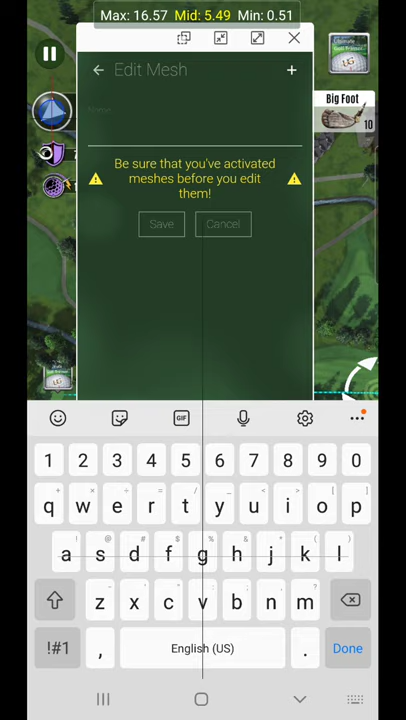 Max: 16.57 Mid: 5.49 Min: 0.51
Edit Mesh
Big Foot
10
Name
Be sure that you've activated
meshes before you edit
them!
Save
Cancel
GIF
1 2 3 4 5 6 7 8 9 0
q w e r t y u i o p
a s d f g h j k l
z x c v b n m
!#1 , English (US) . Done